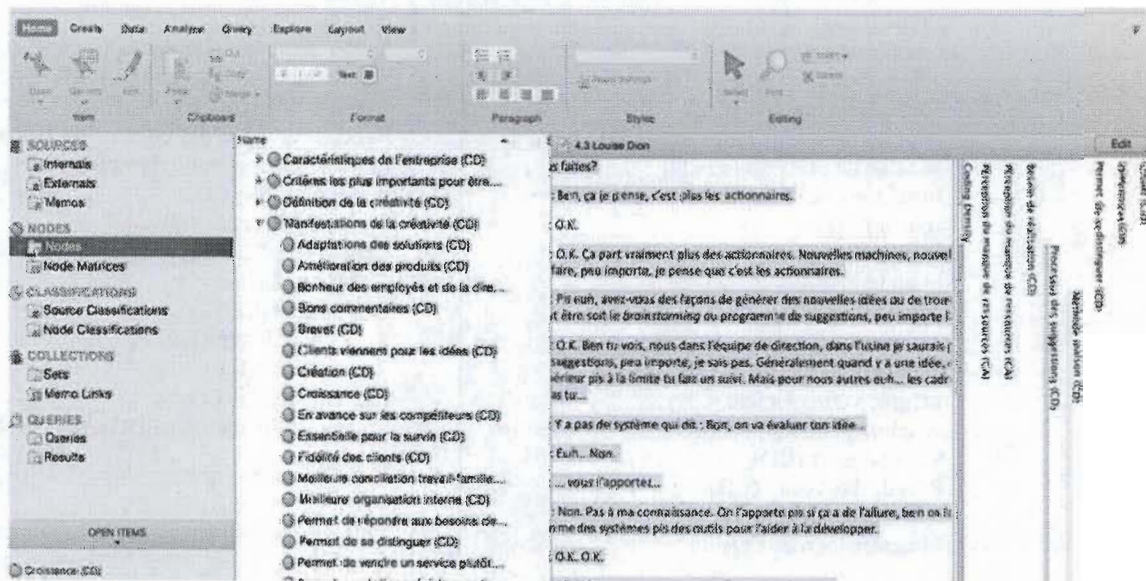 Home Create Data Analyze Query Explore Layout View
Item Clipboard Format Paragraph Styles Editing
SOURCES
Internals
Externals
Memos
NODES
Nodes
Node Matrices
CLASSIFICATIONS
Source Classifications
Node Classifications
COLLECTIONS
Sets
Memo Links
QUERIES
Queries
Results
OPEN ITEMS
Croissance (CD)
Name
Caractéristiques de l'entreprise (CD)
Critères les plus importants pour être....
Définition de la créativité (CD)
Manifestations de la créativité (CD)
Adaptations des solutions (CD)
Amélioration des produits (CD)
Bonheur des employés et de la dire,...
Bons commentaires (CD)
Brevet (CD)
Clients viennent pour les idées (CD)
Création (CD)
Croissance (CD)
En avance sur les compétiteurs (CD)
Essentielle pour la survie (CD)
Fidélité des clients (CD)
Meilleure conciliation travail-famille....
Meilleure organisation interne (CD)
Permet de répondre aux besoins de...
Permet de se distinguer (CD)
Permet de vendre un service plutôt....
4.3 Louise Dion
us faites?
: Ben, ça je pense, c'est plus les actionnaires.
: O.K.
: O.K. Ça part vraiment plus des actionnaires. Nouvelles machines, nouvel
faire, peu importe, je pense que c'est les actionnaires.
: Pis euh, avez-vous des façons de générer des nouvelles idées ou de trou
t être soit le brainstorming ou programme de suggestions, peu importe l
: O.K. Ben tu vois, nous dans l'équipe de direction, dans l'usine je saurais
suggestions, peu importe, je sais pas. Généralement quand y a une idée,
érieur pis à la limite tu fais un suivi. Mais pour nous autres euh... les cadr
as tu...
Y a pas de système qui dit : Bon, on va évaluer ton idée...
: Euh... Non.
: ... vous l'apportez...
: Non. Pas à ma connaissance. On l'apporte pis si ça a de l'allure, ben on
mme des systèmes pis des outils pour l'aider à la développer.
: O.K. O.K.
Edit
Coding Density
Perception du manque de ressources (CA)
Perception du manque de ressources (CA)
Besoin de réalisation (CD)
Processus des suggestions (CD)
Méthode maison (CD)
Permet de se distinguer (CD)